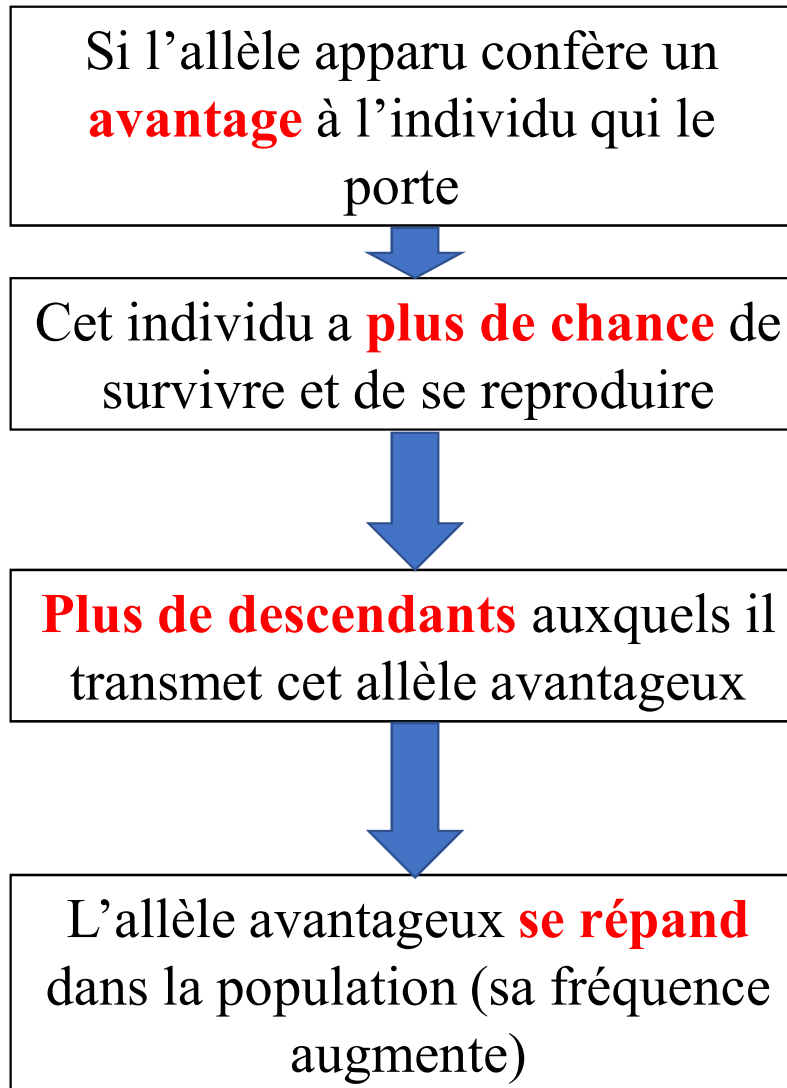 Si l’allèle apparu confère un
avantage à l’individu qui le
porte
Cet individu a plus de chance de
survivre et de se reproduire
Plus de descendants auxquels il
transmet cet allèle avantageux
L’allèle avantageux se répand
dans la population (sa fréquence
augmente)